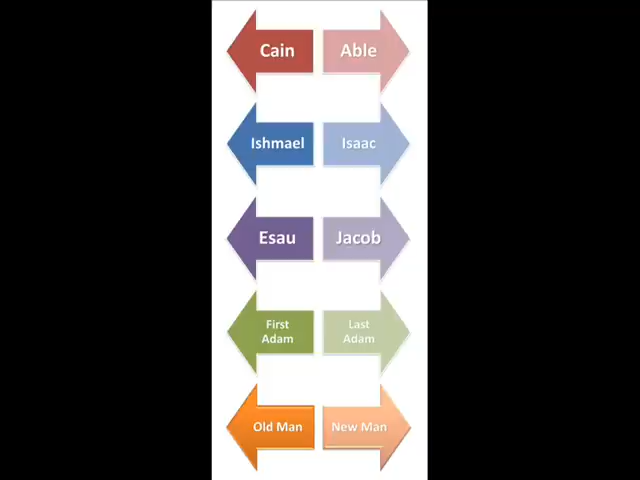 Cain Able
Ishmael Isaac
Esau Jacob
First Last
Adam Adam
Old Man New Man